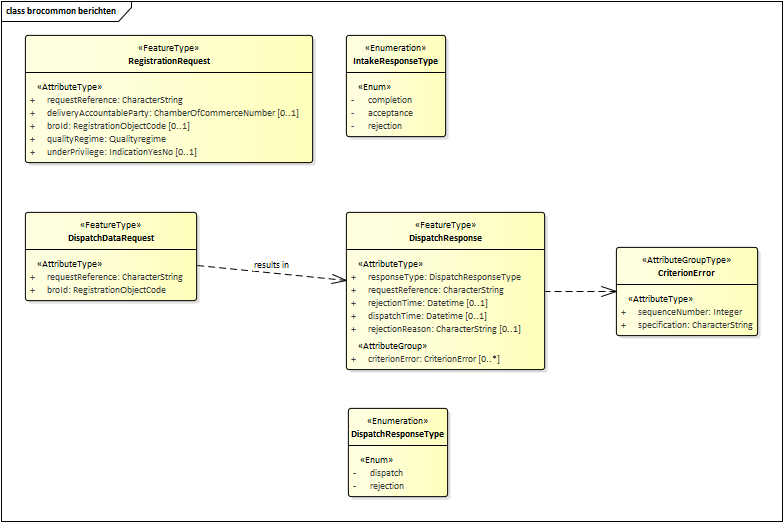 class brocommon berichten
«FeatureType»
RegistrationRequest
«AttributeType»
+ requestReference: CharacterString
+ deliveryAccountableParty: ChamberOfCommerceNumber [0..1]
+ broId: RegistrationObjectCode [0..1]
+ qualityRegime: Qualityregime
+ underPrivilege: IndicationYesNo [0..1]
«Enumeration»
IntakeResponseType
«Enum»
- completion
- acceptance
- rejection
«FeatureType»
DispatchDataRequest
«AttributeType»
+ requestReference: CharacterString
+ broId: RegistrationObjectCode
results in
«FeatureType»
DispatchResponse
«AttributeType»
+ responseType: DispatchResponseType
+ requestReference: CharacterString
+ rejectionTime: Datetime [0..1]
+ dispatchTime: Datetime [0..1]
+ rejectionReason: CharacterString [0..1]
«AttributeGroup»
+ criterionError: CriterionError [0..*]
«AttributeGroupType»
CriterionError
«AttributeType»
+ sequenceNumber: Integer
+ specification: CharacterString
«Enumeration»
DispatchResponseType
«Enum»
- dispatch
- rejection